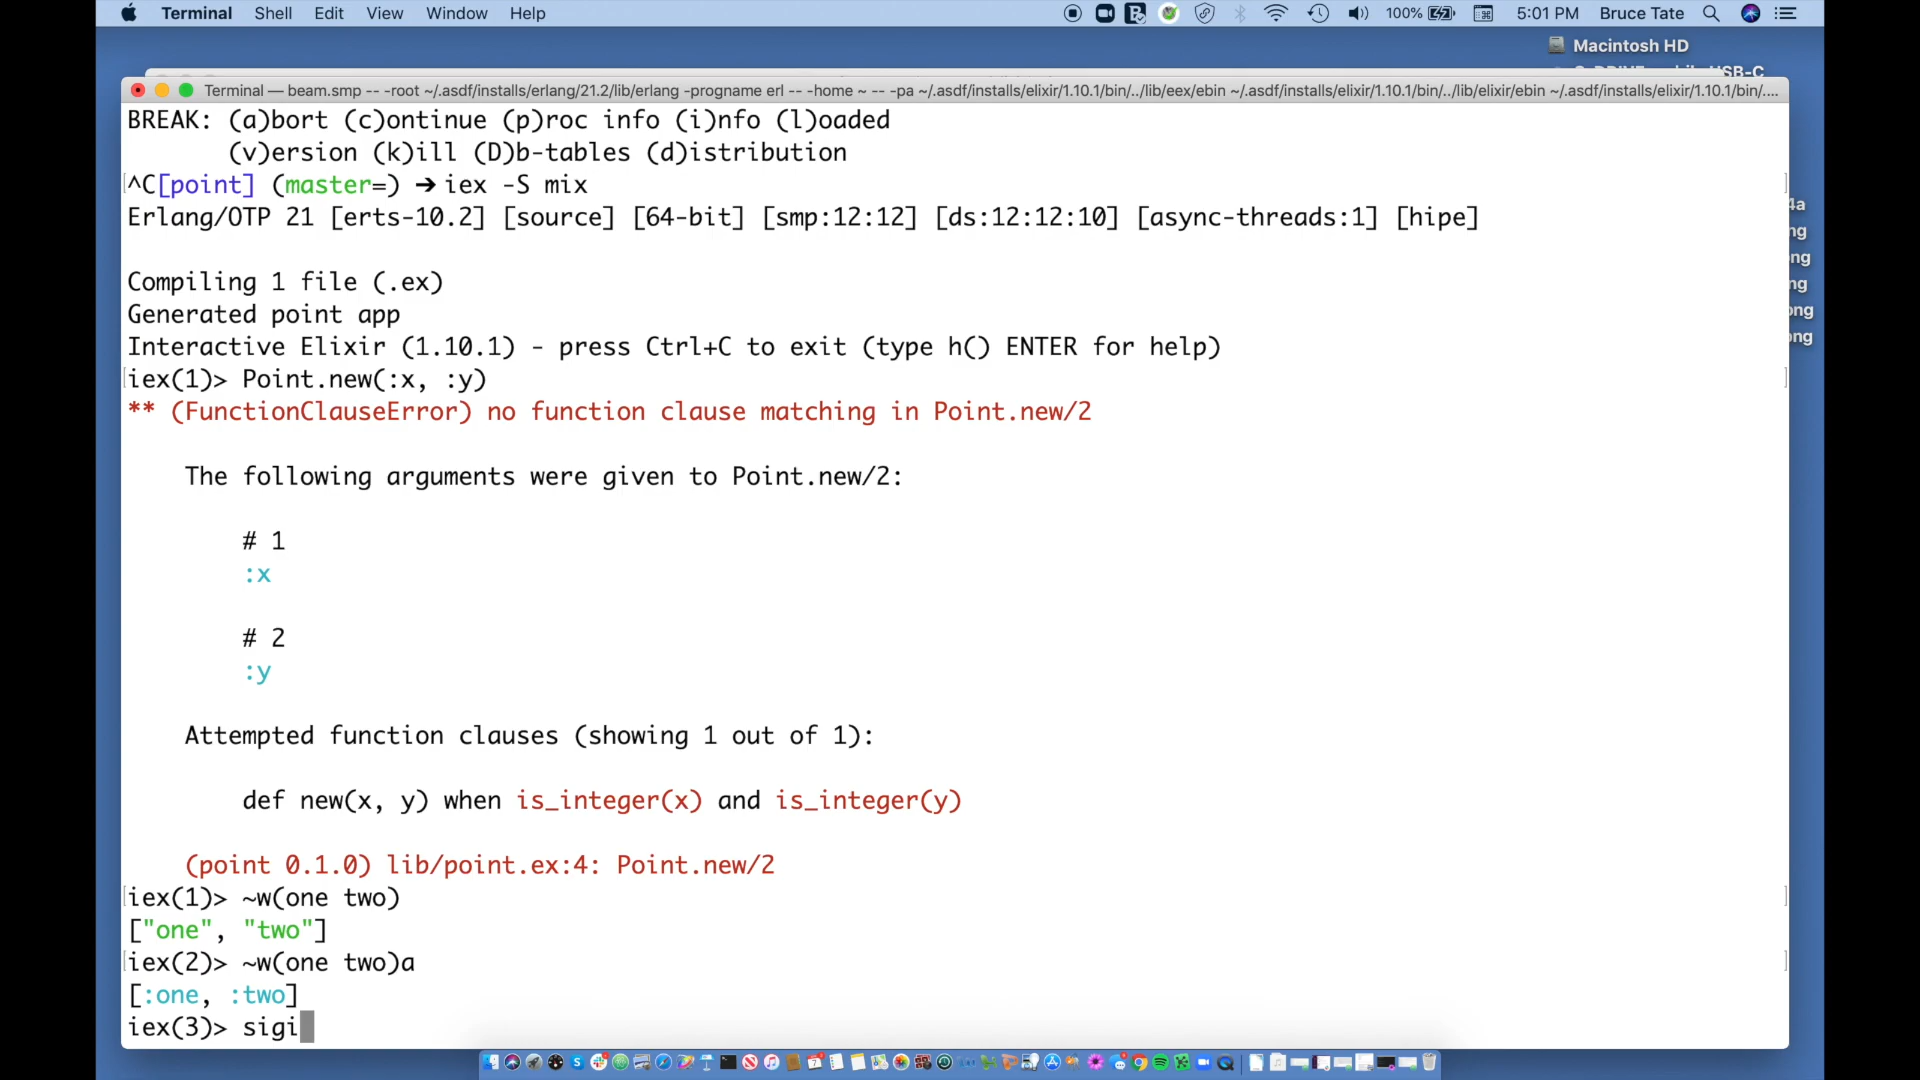 Terminal Shell Edit View Window Help 100% 5:01 PM Bruce Tate
Macintosh HD
Terminal — beam.smp -- -root ~/.asdf/installs/erlang/21.2/lib/erlang -progname erl -- -home ~ -- -pa ~/.asdf/installs/elixir/1.10.1/bin/../lib/eex/ebin ~/.asdf/installs/elixir/1.10.1/bin/../lib/elixir/ebin ~/.asdf/installs/elixir/1.10.1/bin/....
BREAK: (a)bort (c)ontinue (p)roc info (i)nfo (l)oaded
(v)ersion (k)ill (D)b-tables (d)istribution
^C[point] (master=) ➔ iex -S mix
Erlang/OTP 21 [erts-10.2] [source] [64-bit] [smp:12:12] [ds:12:12:10] [async-threads:1] [hipe]
Compiling 1 file (.ex)
Generated point app
Interactive Elixir (1.10.1) - press Ctrl+C to exit (type h() ENTER for help)
iex(1)> Point.new(:x, :y)
** (FunctionClauseError) no function clause matching in Point.new/2
The following arguments were given to Point.new/2:
# 1
:x
# 2
:y
Attempted function clauses (showing 1 out of 1):
def new(x, y) when is_integer(x) and is_integer(y)
(point 0.1.0) lib/point.ex:4: Point.new/2
iex(1)> ~w(one two)
["one", "two"]
iex(2)> ~w(one two)a
[:one, :two]
iex(3)> sigi